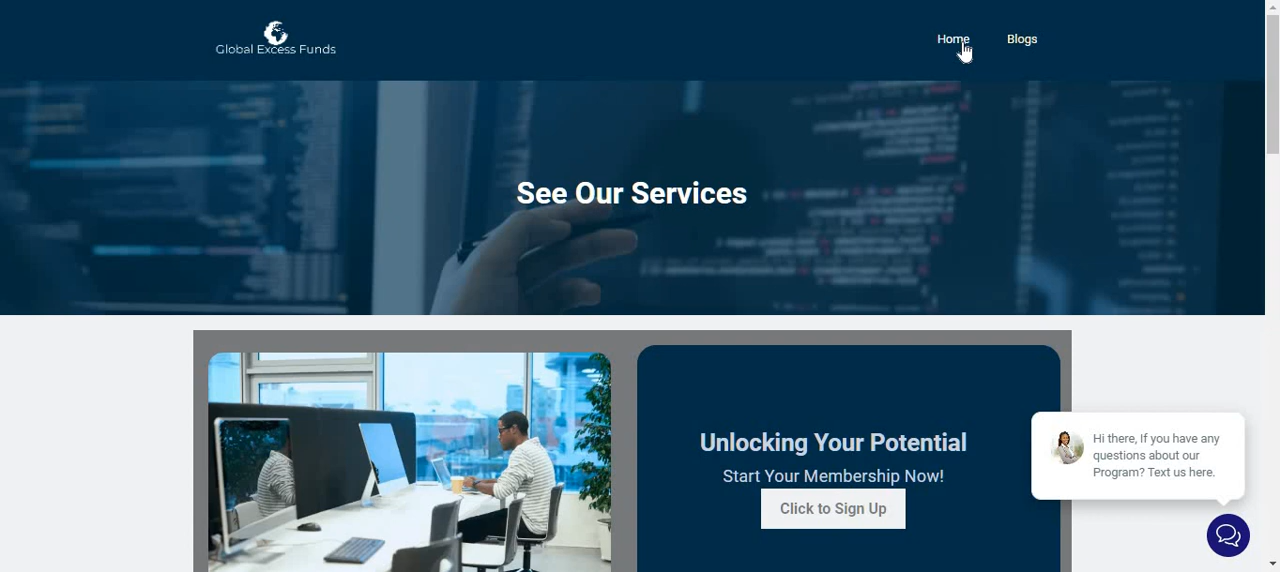 Global Excess Funds
Home
Blogs
See Our Services
Unlocking Your Potential
Start Your Membership Now!
Click to Sign Up
Hi there, If you have any
questions about our
Program? Text us here.